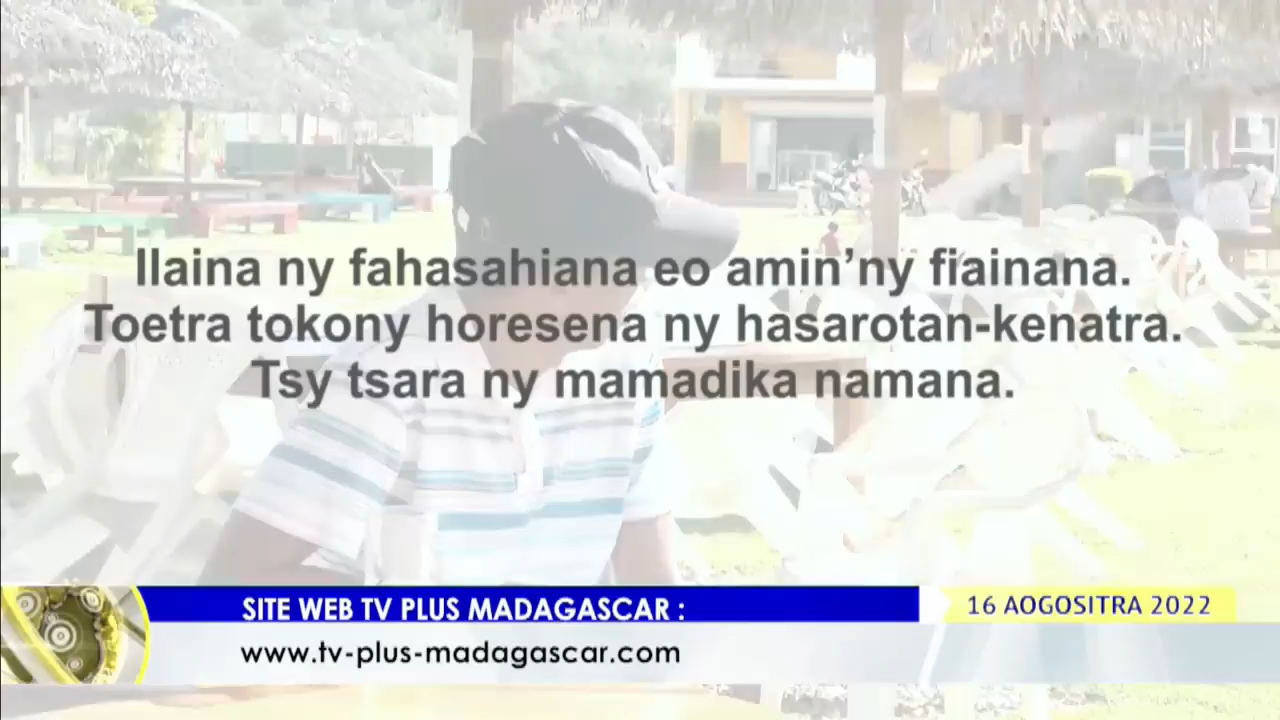 Ilaina ny fahasahiana eo amin’ny fiainana.
Toetra tokony horesena ny hasarotan-kenatra.
Tsy tsara ny mamadika namana.
SITE WEB TV PLUS MADAGASCAR :
16 AOGOSITRA 2022
www.tv-plus-madagascar.com